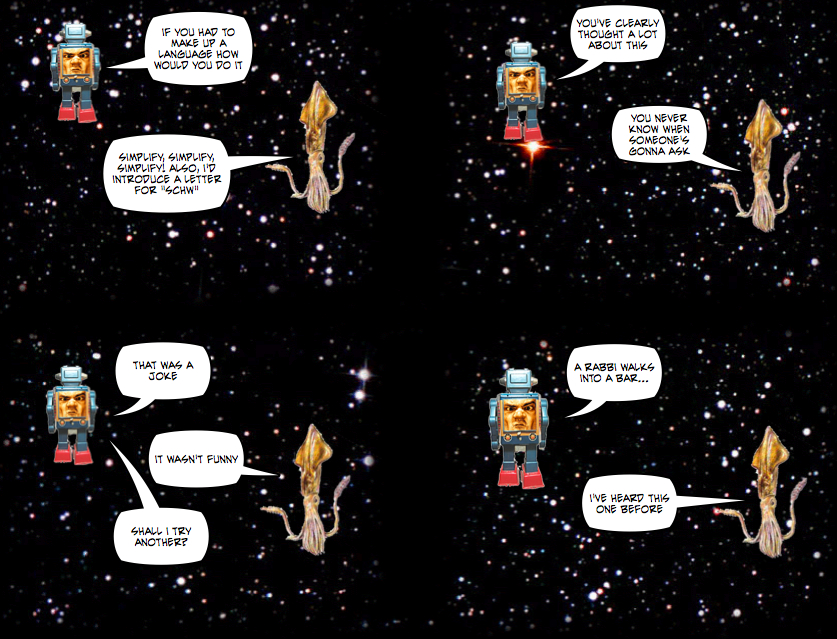 IF YOU HAD TO
MAKE UP A
LANGUAGE HOW
WOULD YOU DO IT
SIMPLIFY, SIMPLIFY,
SIMPLIFY! ALSO, I'D
INTRODUCE A LETTER
FOR "SCHW"
YOU'VE CLEARLY
THOUGHT A LOT
ABOUT THIS
YOU NEVER
KNOW WHEN
SOMEONE'S
GONNA ASK
THAT WAS A
JOKE
IT WASN'T FUNNY
SHALL I TRY
ANOTHER?
A RABBI WALKS
INTO A BAR...
I'VE HEARD THIS
ONE BEFORE